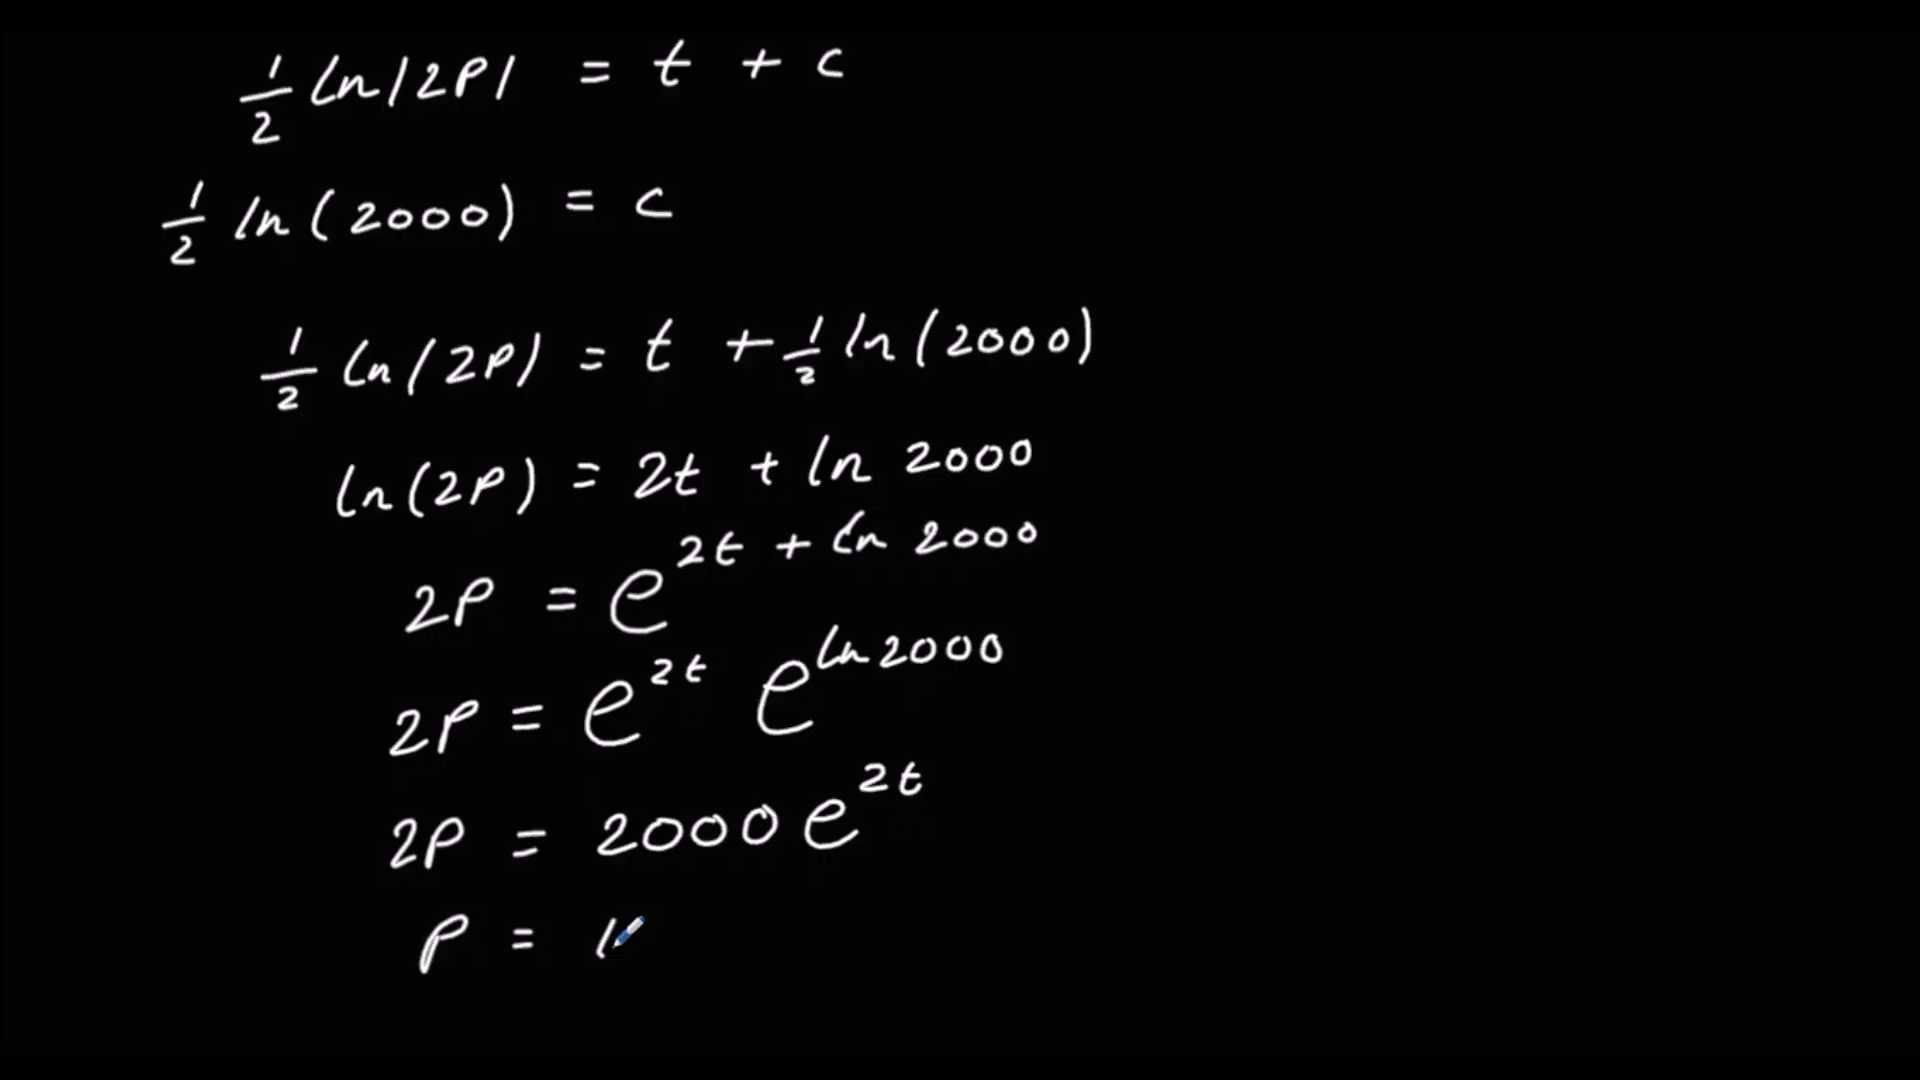 1/2 ln|2P| = t + c
1/2 ln(2000) = c
1/2 ln(2P) = t + 1/2 ln(2000)
ln(2P) = 2t + ln 2000
2P = e^{2t + ln 2000}
2P = e^{2t} e^{ln 2000}
2P = 2000 e^{2t}
P = 1